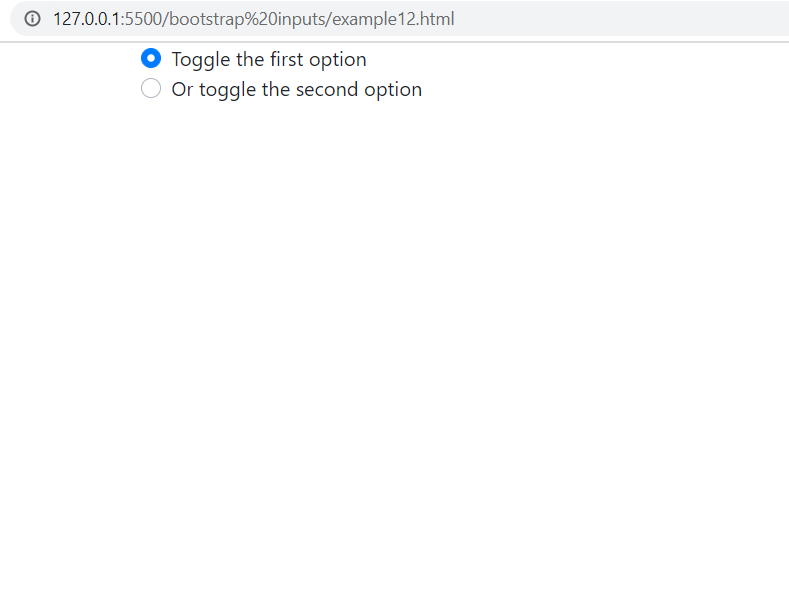 127.0.0.1:5500/bootstrap%20inputs/example12.html
Toggle the first option
Or toggle the second option